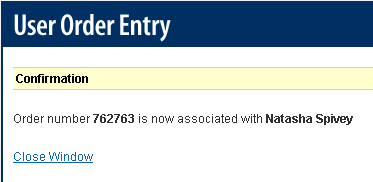 User Order Entry
Confirmation
Order number 762763 is now associated with Natasha Spivey
Close Window